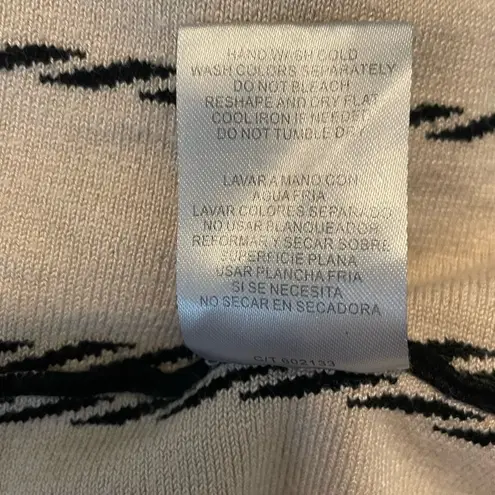 HAND WASH COLD
WASH COLORS SEPARATELY
DO NOT BLEACH
RESHAPE AND DRY FLAT
COOL IRON IF NEEDED
DO NOT TUMBLE DRY
LAVAR A MANO CON
AGUA FRIA
LAVAR COLORES SEPARADO
NO USAR BLANQUEADOR
REFORMAR Y SECAR SOBRE
SUPERFICIE PLANA
USAR PLANCHA FRIA
SI SE NECESITA
NO SECAR EN SECADORA
C/T 902133